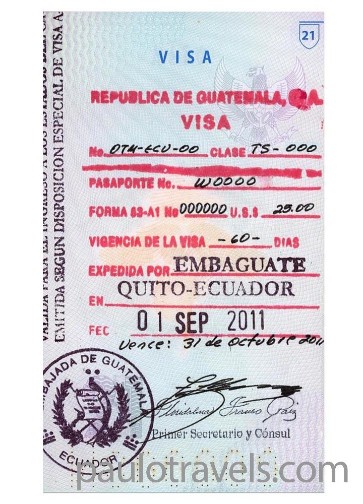 21
VISA
REPUBLICA DE GUATEMALA, C.A.
VISA
No. OTM-ECU-00 CLASE TS-000
PASAPORTE No. W0000
FORMA 83-A1 No 000000 U.S.$ 25.00
VIGENCIA DE LA VISA -60- DIAS
EXPEDIDA POR EMBAGUATE
EN QUITO-ECUADOR
FEC 01 SEP 2011
Vence: 31 de Octubre 2011
Primer Secretario y Cónsul
EMBAJADA DE GUATEMALA
ECUADOR
VALIDA PARA EL INGRESO A LOS ESTADOS
EMITIDA SEGUN DISPOSICION ESPECIAL DE VISA A
paulotravels.com